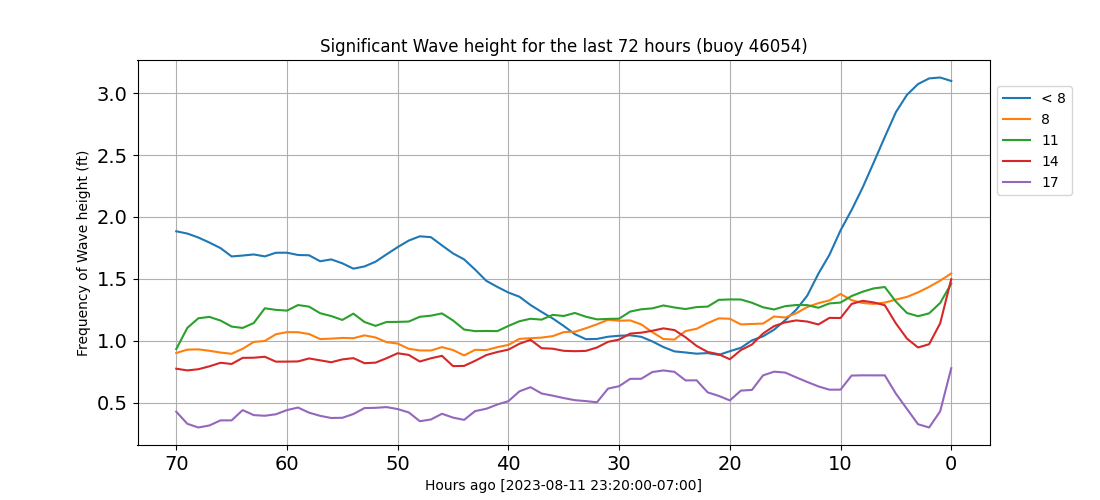 Significant Wave height for the last 72 hours (buoy 46054)
Frequency of Wave height (ft)
3.0
2.5
2.0
1.5
1.0
0.5
70 60 50 40 30 20 10 0
Hours ago [2023-08-11 23:20:00-07:00]
< 8
8
11
14
17